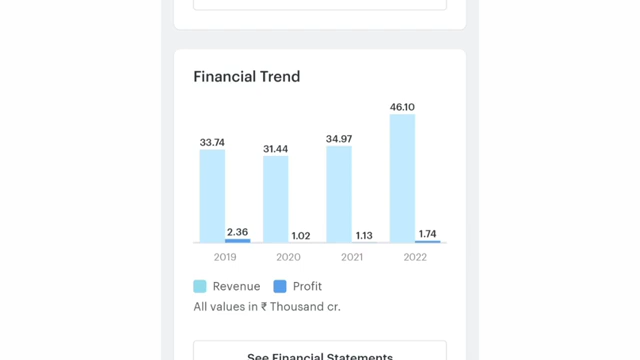 Financial Trend
46.10
33.74
31.44
34.97
2.36
1.02
1.13
1.74
2019
2020
2021
2022
Revenue
Profit
All values in ₹ Thousand cr.
See Financial Statements